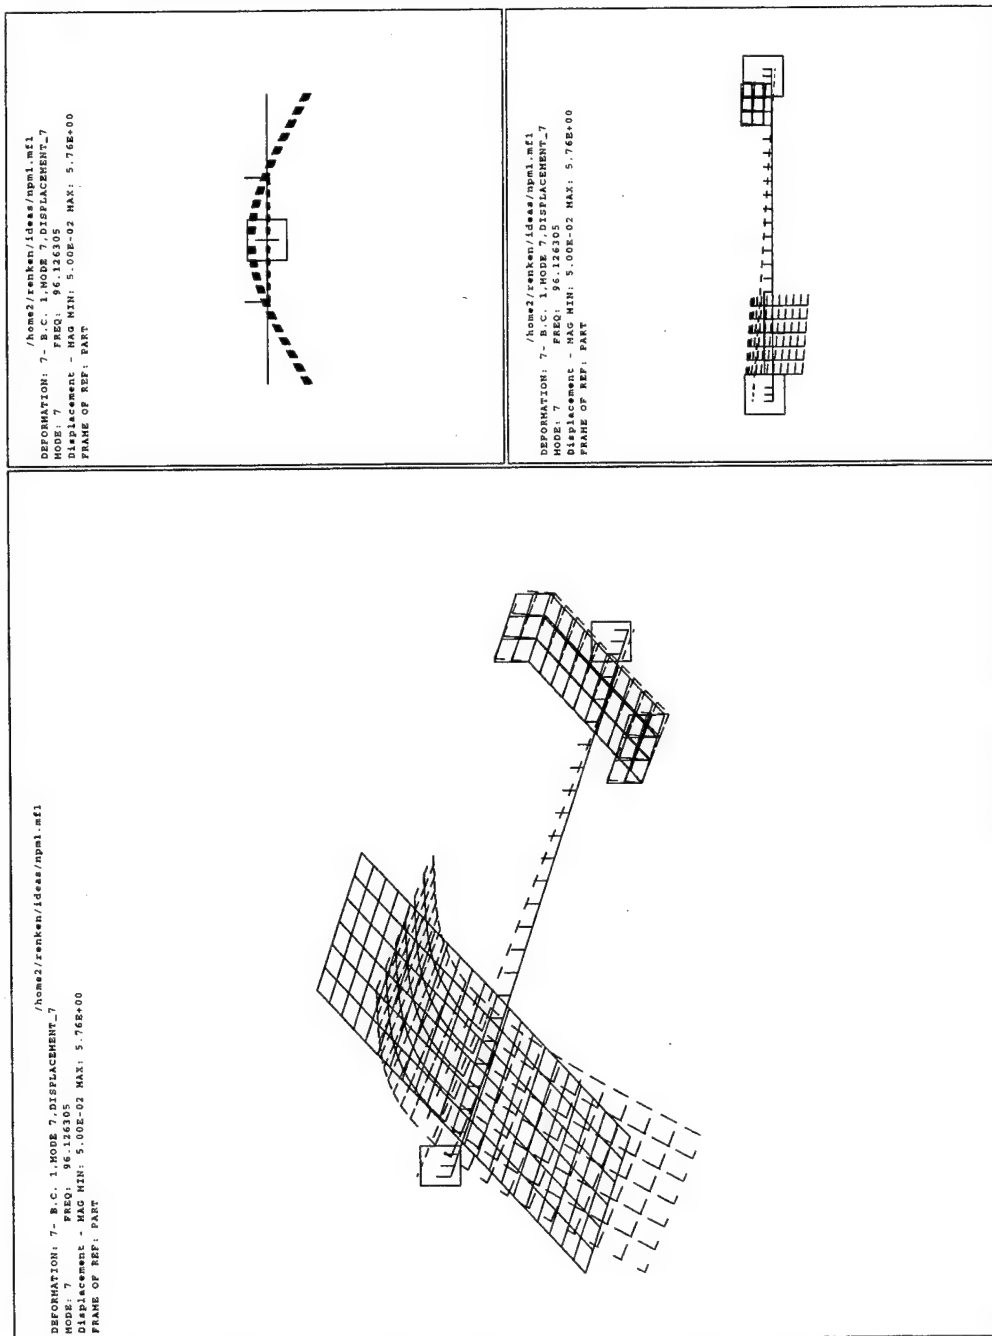 /home2/renken/ideas/npm1.mf1
DEFORMATION: 7- B.C. 1,MODE 7,DISPLACEMENT_7
MODE: 7 FREQ: 96.126305
Displacement - MAG MIN: 5.00E-02 MAX: 5.76E+00
FRAME OF REF: PART
/home2/renken/ideas/npm1.mf1
DEFORMATION: 7- B.C. 1,MODE 7,DISPLACEMENT_7
MODE: 7 FREQ: 96.126305
Displacement - MAG MIN: 5.00E-02 MAX: 5.76E+00
FRAME OF REF: PART
/home2/renken/ideas/npm1.mf1
DEFORMATION: 7- B.C. 1,MODE 7,DISPLACEMENT_7
MODE: 7 FREQ: 96.126305
Displacement - MAG MIN: 5.00E-02 MAX: 5.76E+00
FRAME OF REF: PART